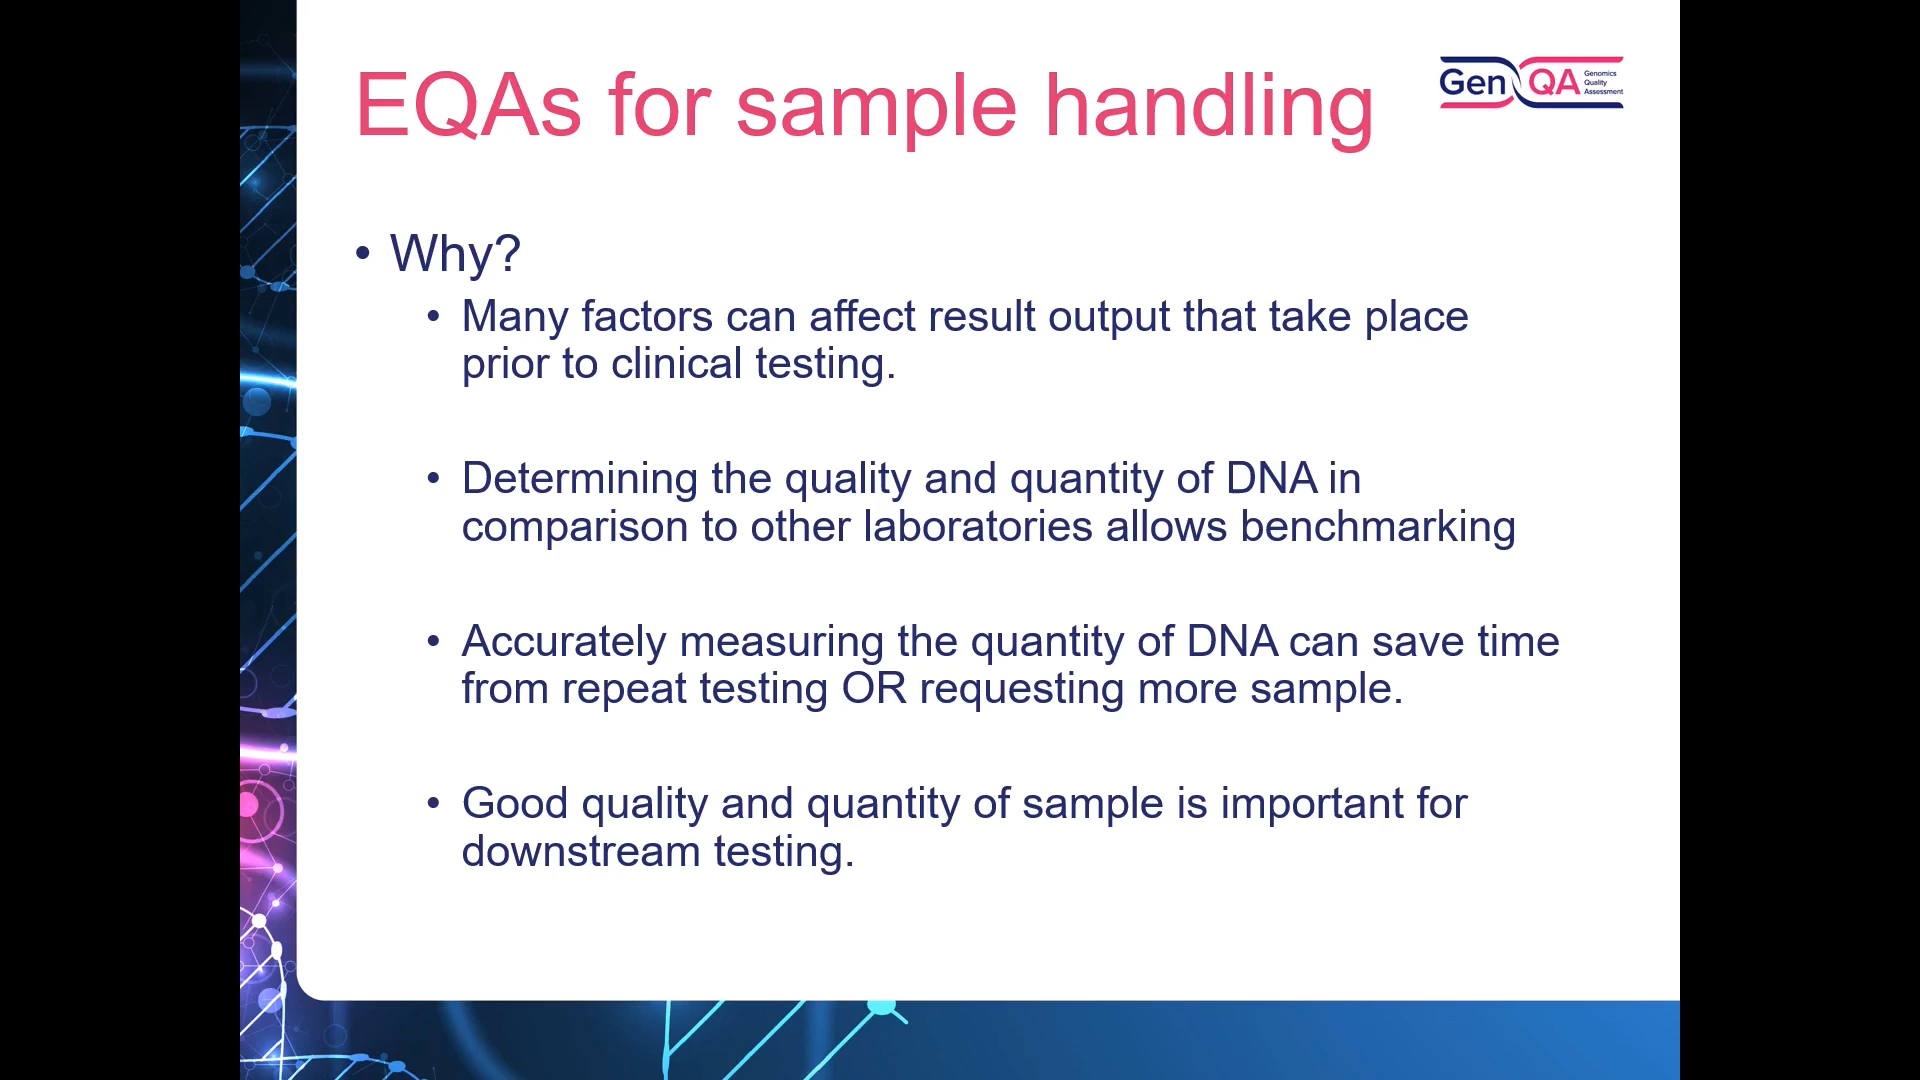 EQAs for sample handling
GenQA Genomics
Quality
Assessment
• Why?
• Many factors can affect result output that take place
prior to clinical testing.
• Determining the quality and quantity of DNA in
comparison to other laboratories allows benchmarking
• Accurately measuring the quantity of DNA can save time
from repeat testing OR requesting more sample.
• Good quality and quantity of sample is important for
downstream testing.